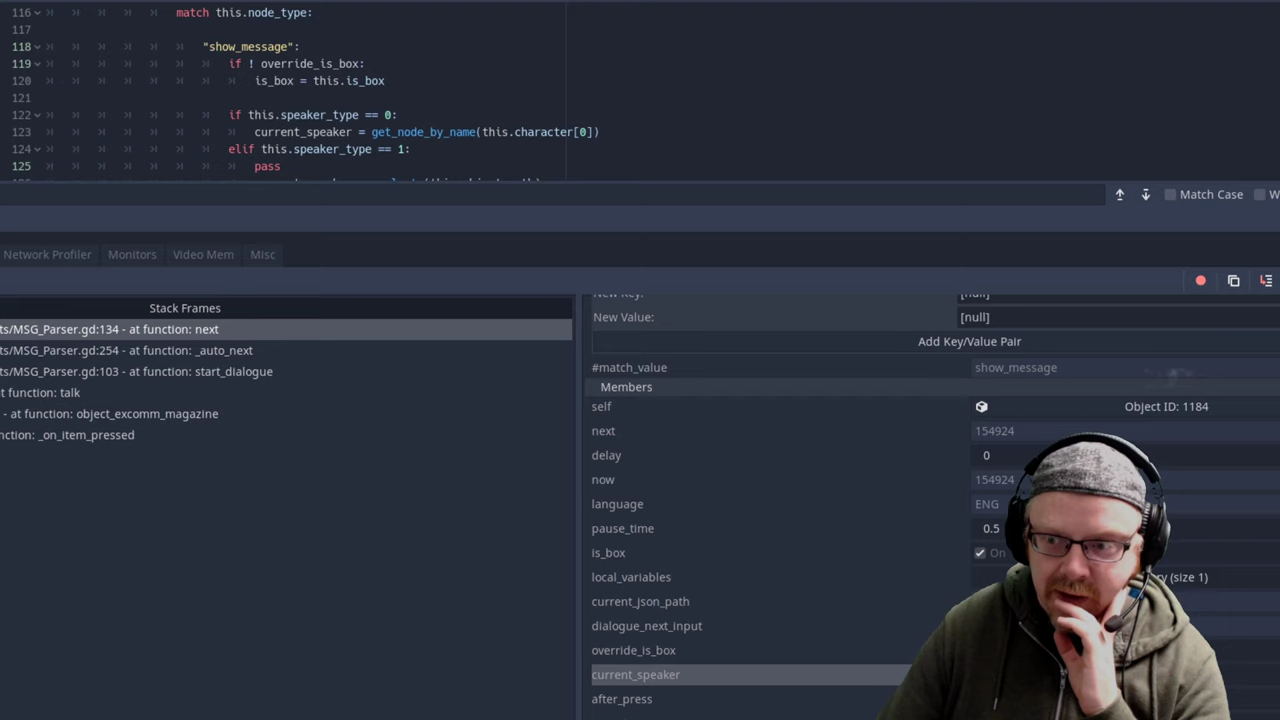 116 match this.node_type:
117
118 "show_message":
119 if ! override_is_box:
120 is_box = this.is_box
121
122 if this.speaker_type == 0:
123 current_speaker = get_node_by_name(this.character[0])
124 elif this.speaker_type == 1:
125 pass
Match Case
W
Network Profiler Monitors Video Mem Misc
Stack Frames
ts/MSG_Parser.gd:134 - at function: next
ts/MSG_Parser.gd:254 - at function: _auto_next
ts/MSG_Parser.gd:103 - at function: start_dialogue
t function: talk
- at function: object_excomm_magazine
nction: _on_item_pressed
New Key: [null]
New Value: [null]
Add Key/Value Pair
#match_value show_message
Members
self Object ID: 1184
next 154924
delay 0
now 154924
language ENG
pause_time 0.5
is_box On
local_variables ry (size 1)
current_json_path
dialogue_next_input
override_is_box
current_speaker
after_press